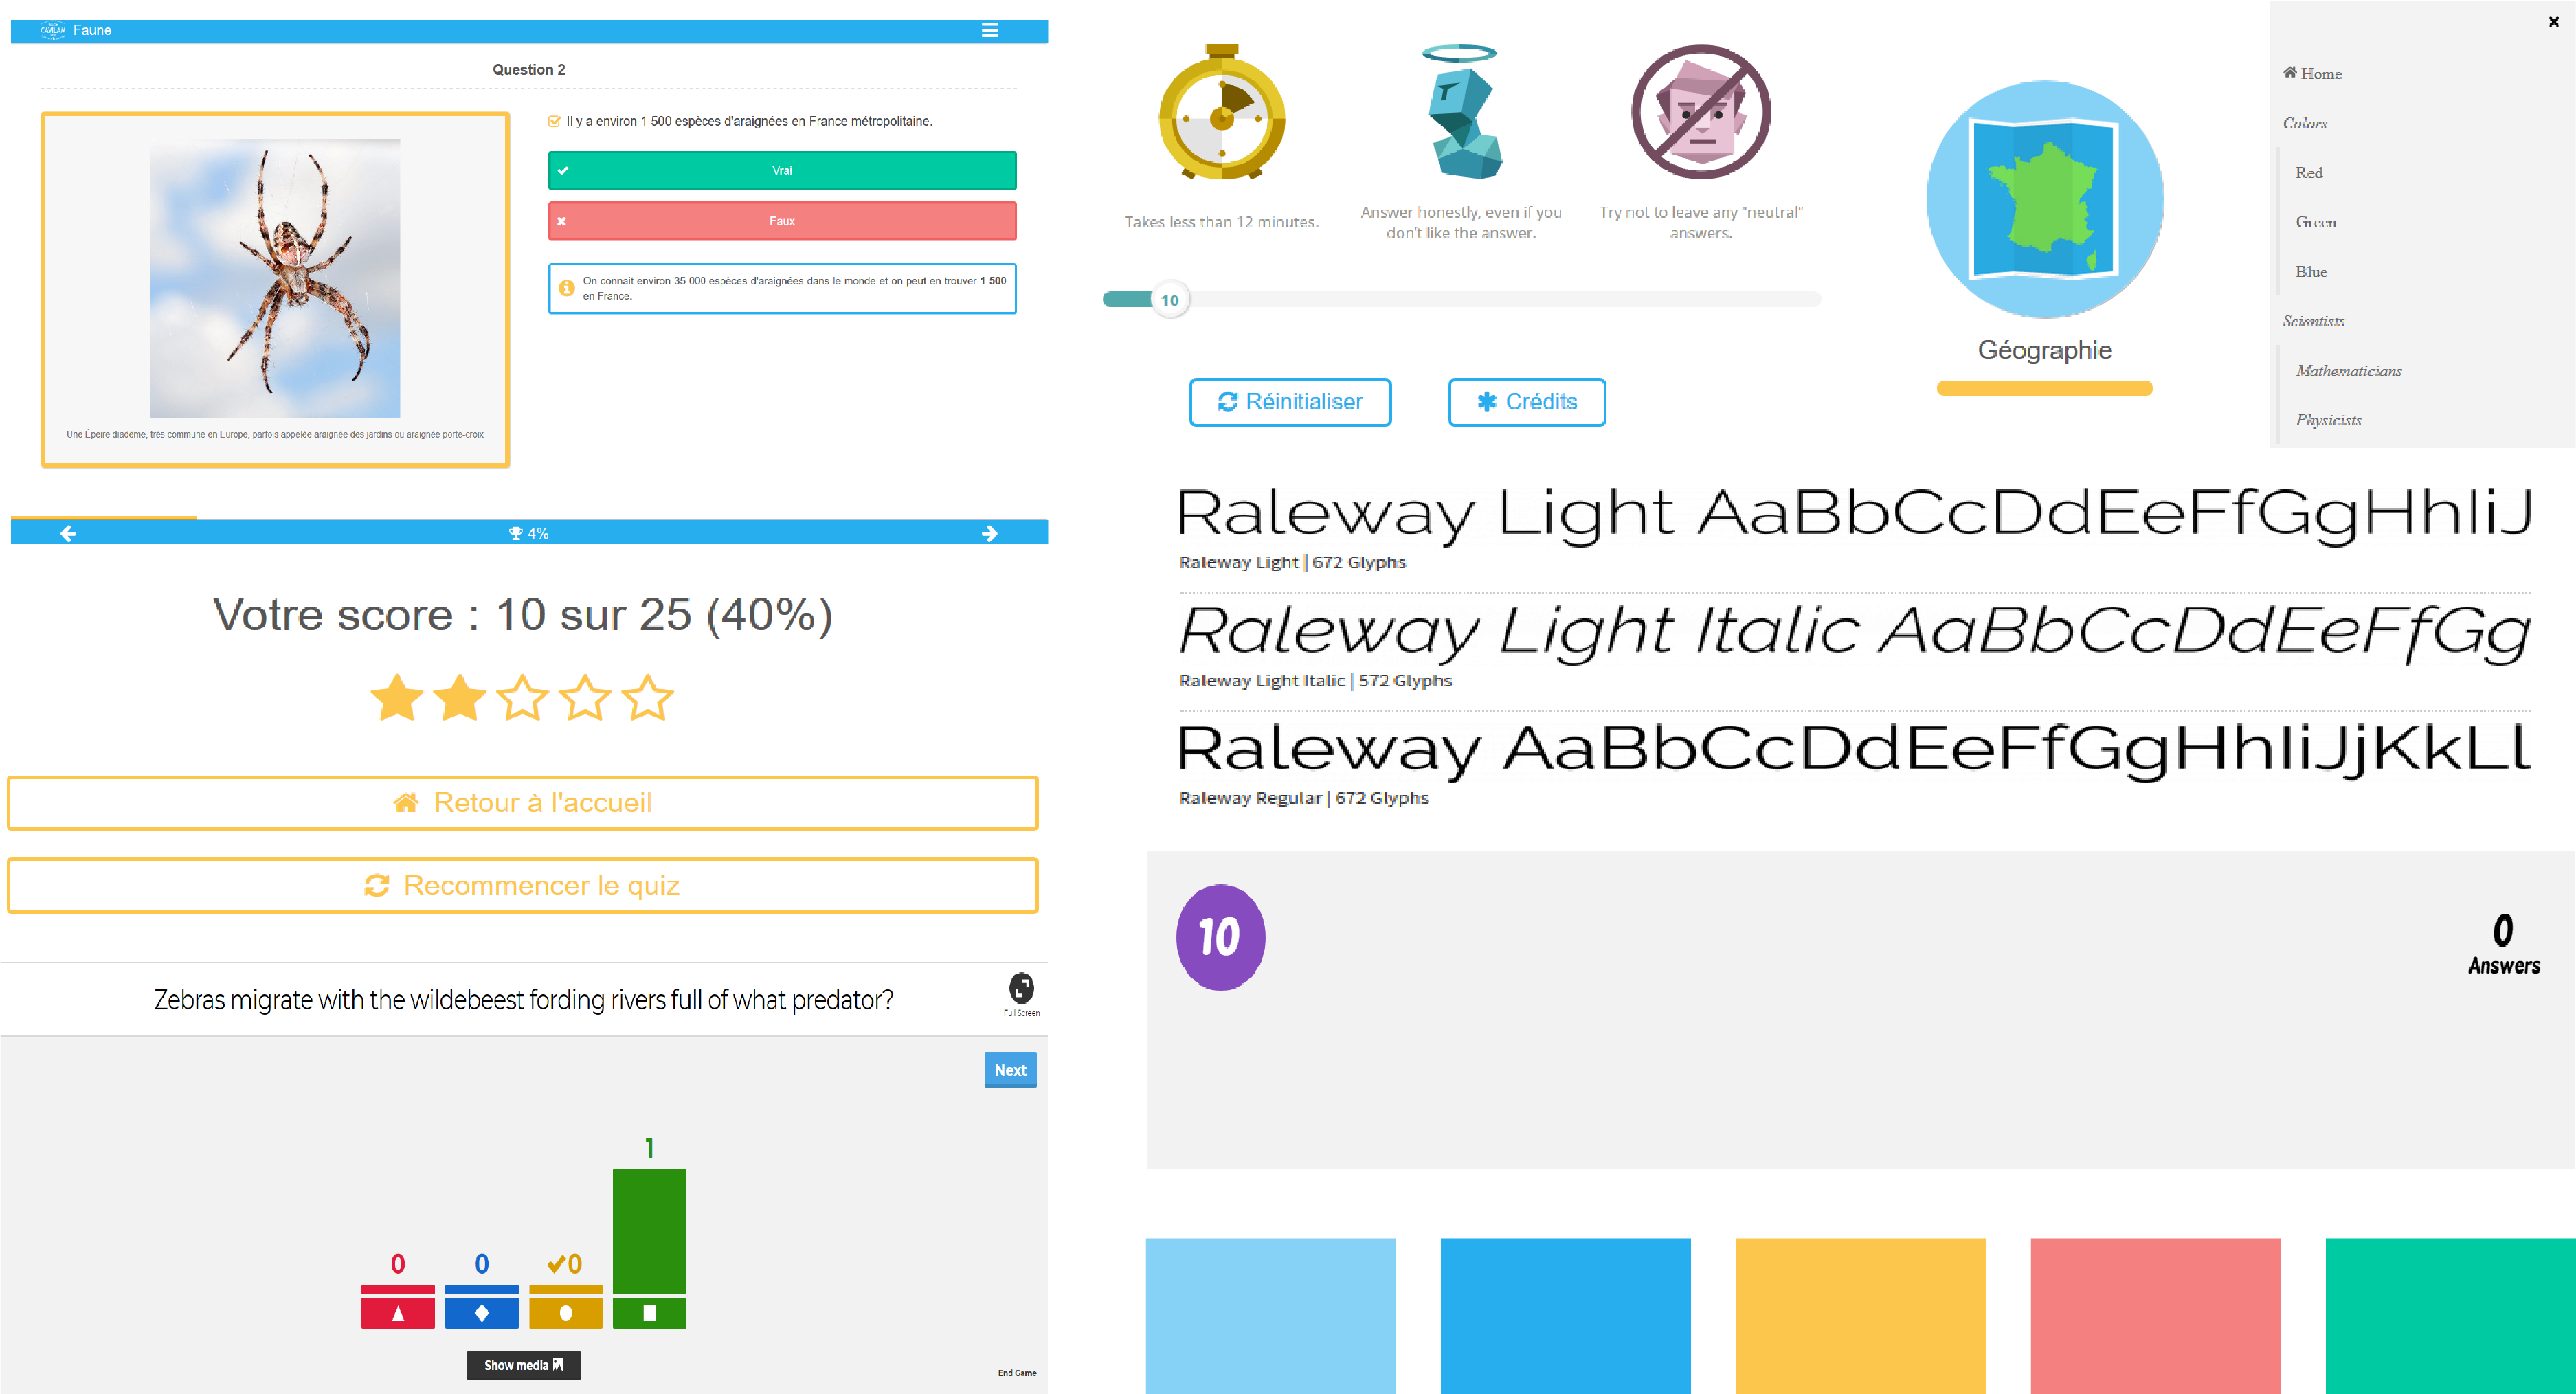 CAVILAM
Faune
Question 2
Il y a environ 1 500 espèces d'araignées en France métropolitaine.
Vrai
Faux
On connait environ 35 000 espèces d'araignées dans le monde et on peut en trouver 1 500
en France.
Une Épeire diadème, très commune en Europe, parfois appelée araignée des jardins ou araignée porte-croix
4%
Votre score : 10 sur 25 (40%)
Retour à l'accueil
Recommencer le quiz
Zebras migrate with the wildebeest fording rivers full of what predator?
Full Screen
Next
1
0
0
0
Show media
End Game
Takes less than 12 minutes.
Answer honestly, even if you
don't like the answer.
Try not to leave any “neutral”
answers.
10
Réinitialiser
Crédits
Géographie
Home
Colors
Red
Green
Blue
Scientists
Mathematicians
Physicists
Raleway Light AaBbCcDdEeFfGgHhIiJ
Raleway Light | 672 Glyphs
Raleway Light Italic AaBbCcDdEeFfGg
Raleway Light Italic | 572 Glyphs
Raleway AaBbCcDdEeFfGgHhIiJjKkLl
Raleway Regular | 672 Glyphs
10
0
Answers